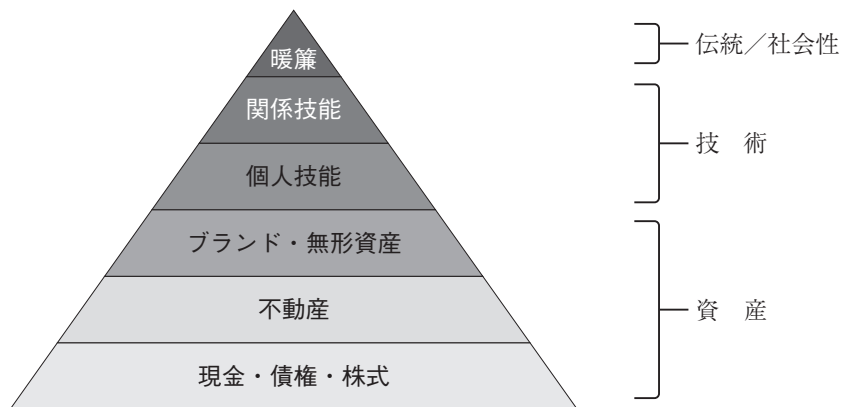 暖簾
伝統／社会性
関係技能
技　術
個人技能
ブランド・無形資産
不動産
資　産
現金・債権・株式